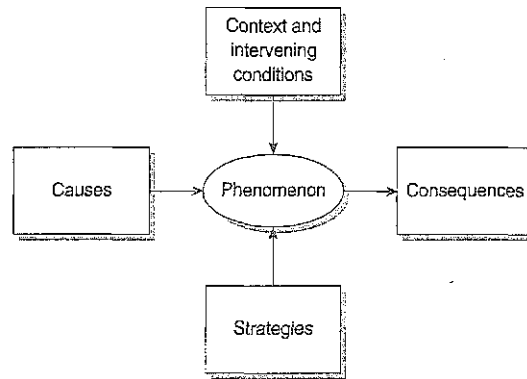 Context and
intervening
conditions
Causes
Phenomenon
Consequences
Strategies